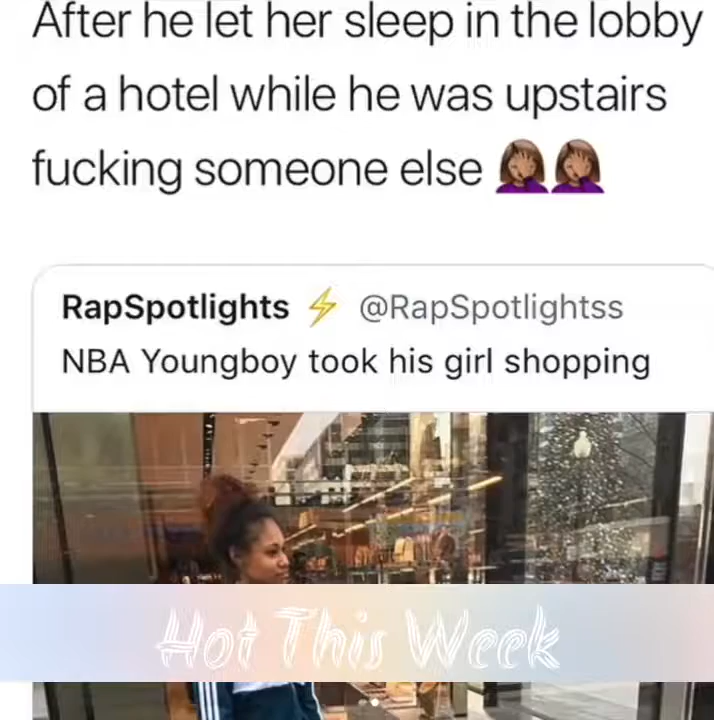 After he let her sleep in the lobby
of a hotel while he was upstairs
fucking someone else 🤦🏽‍♀️🤦🏽‍♀️
RapSpotlights ⚡ @RapSpotlightss
NBA Youngboy took his girl shopping
Hot This Week